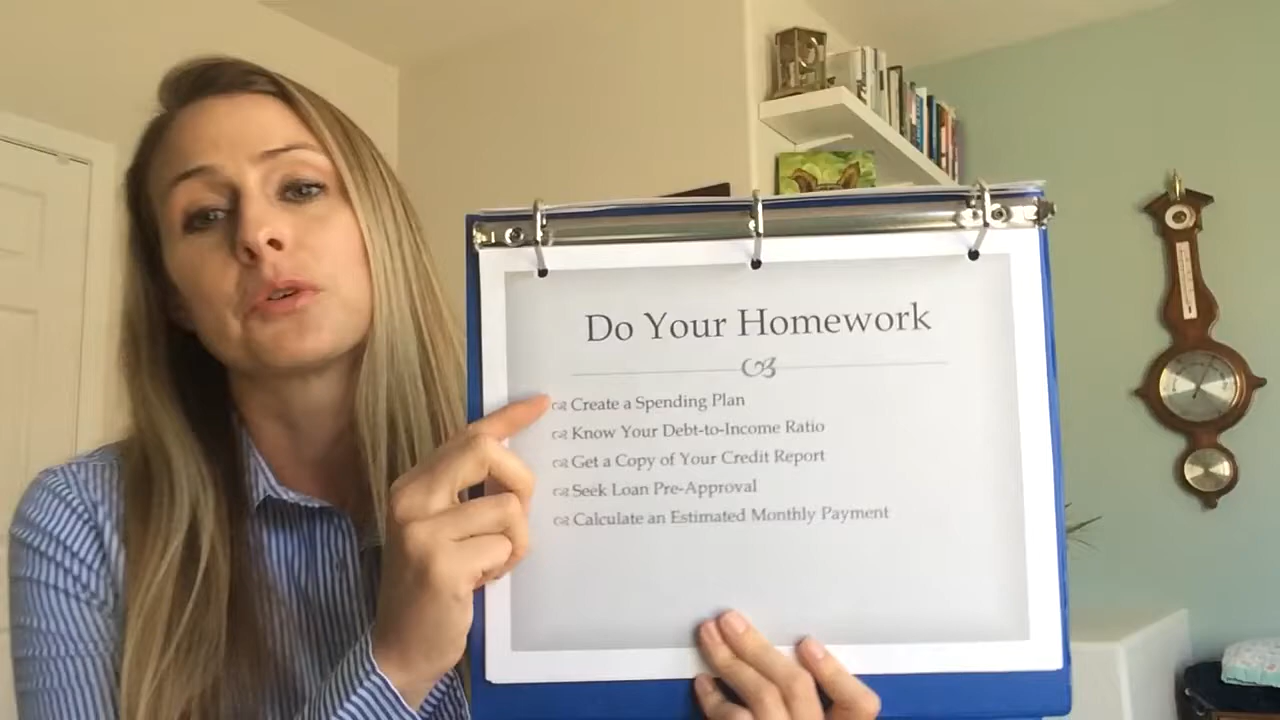 Do Your Homework
Create a Spending Plan
Know Your Debt-to-Income Ratio
Get a Copy of Your Credit Report
Seek Loan Pre-Approval
Calculate an Estimated Monthly Payment